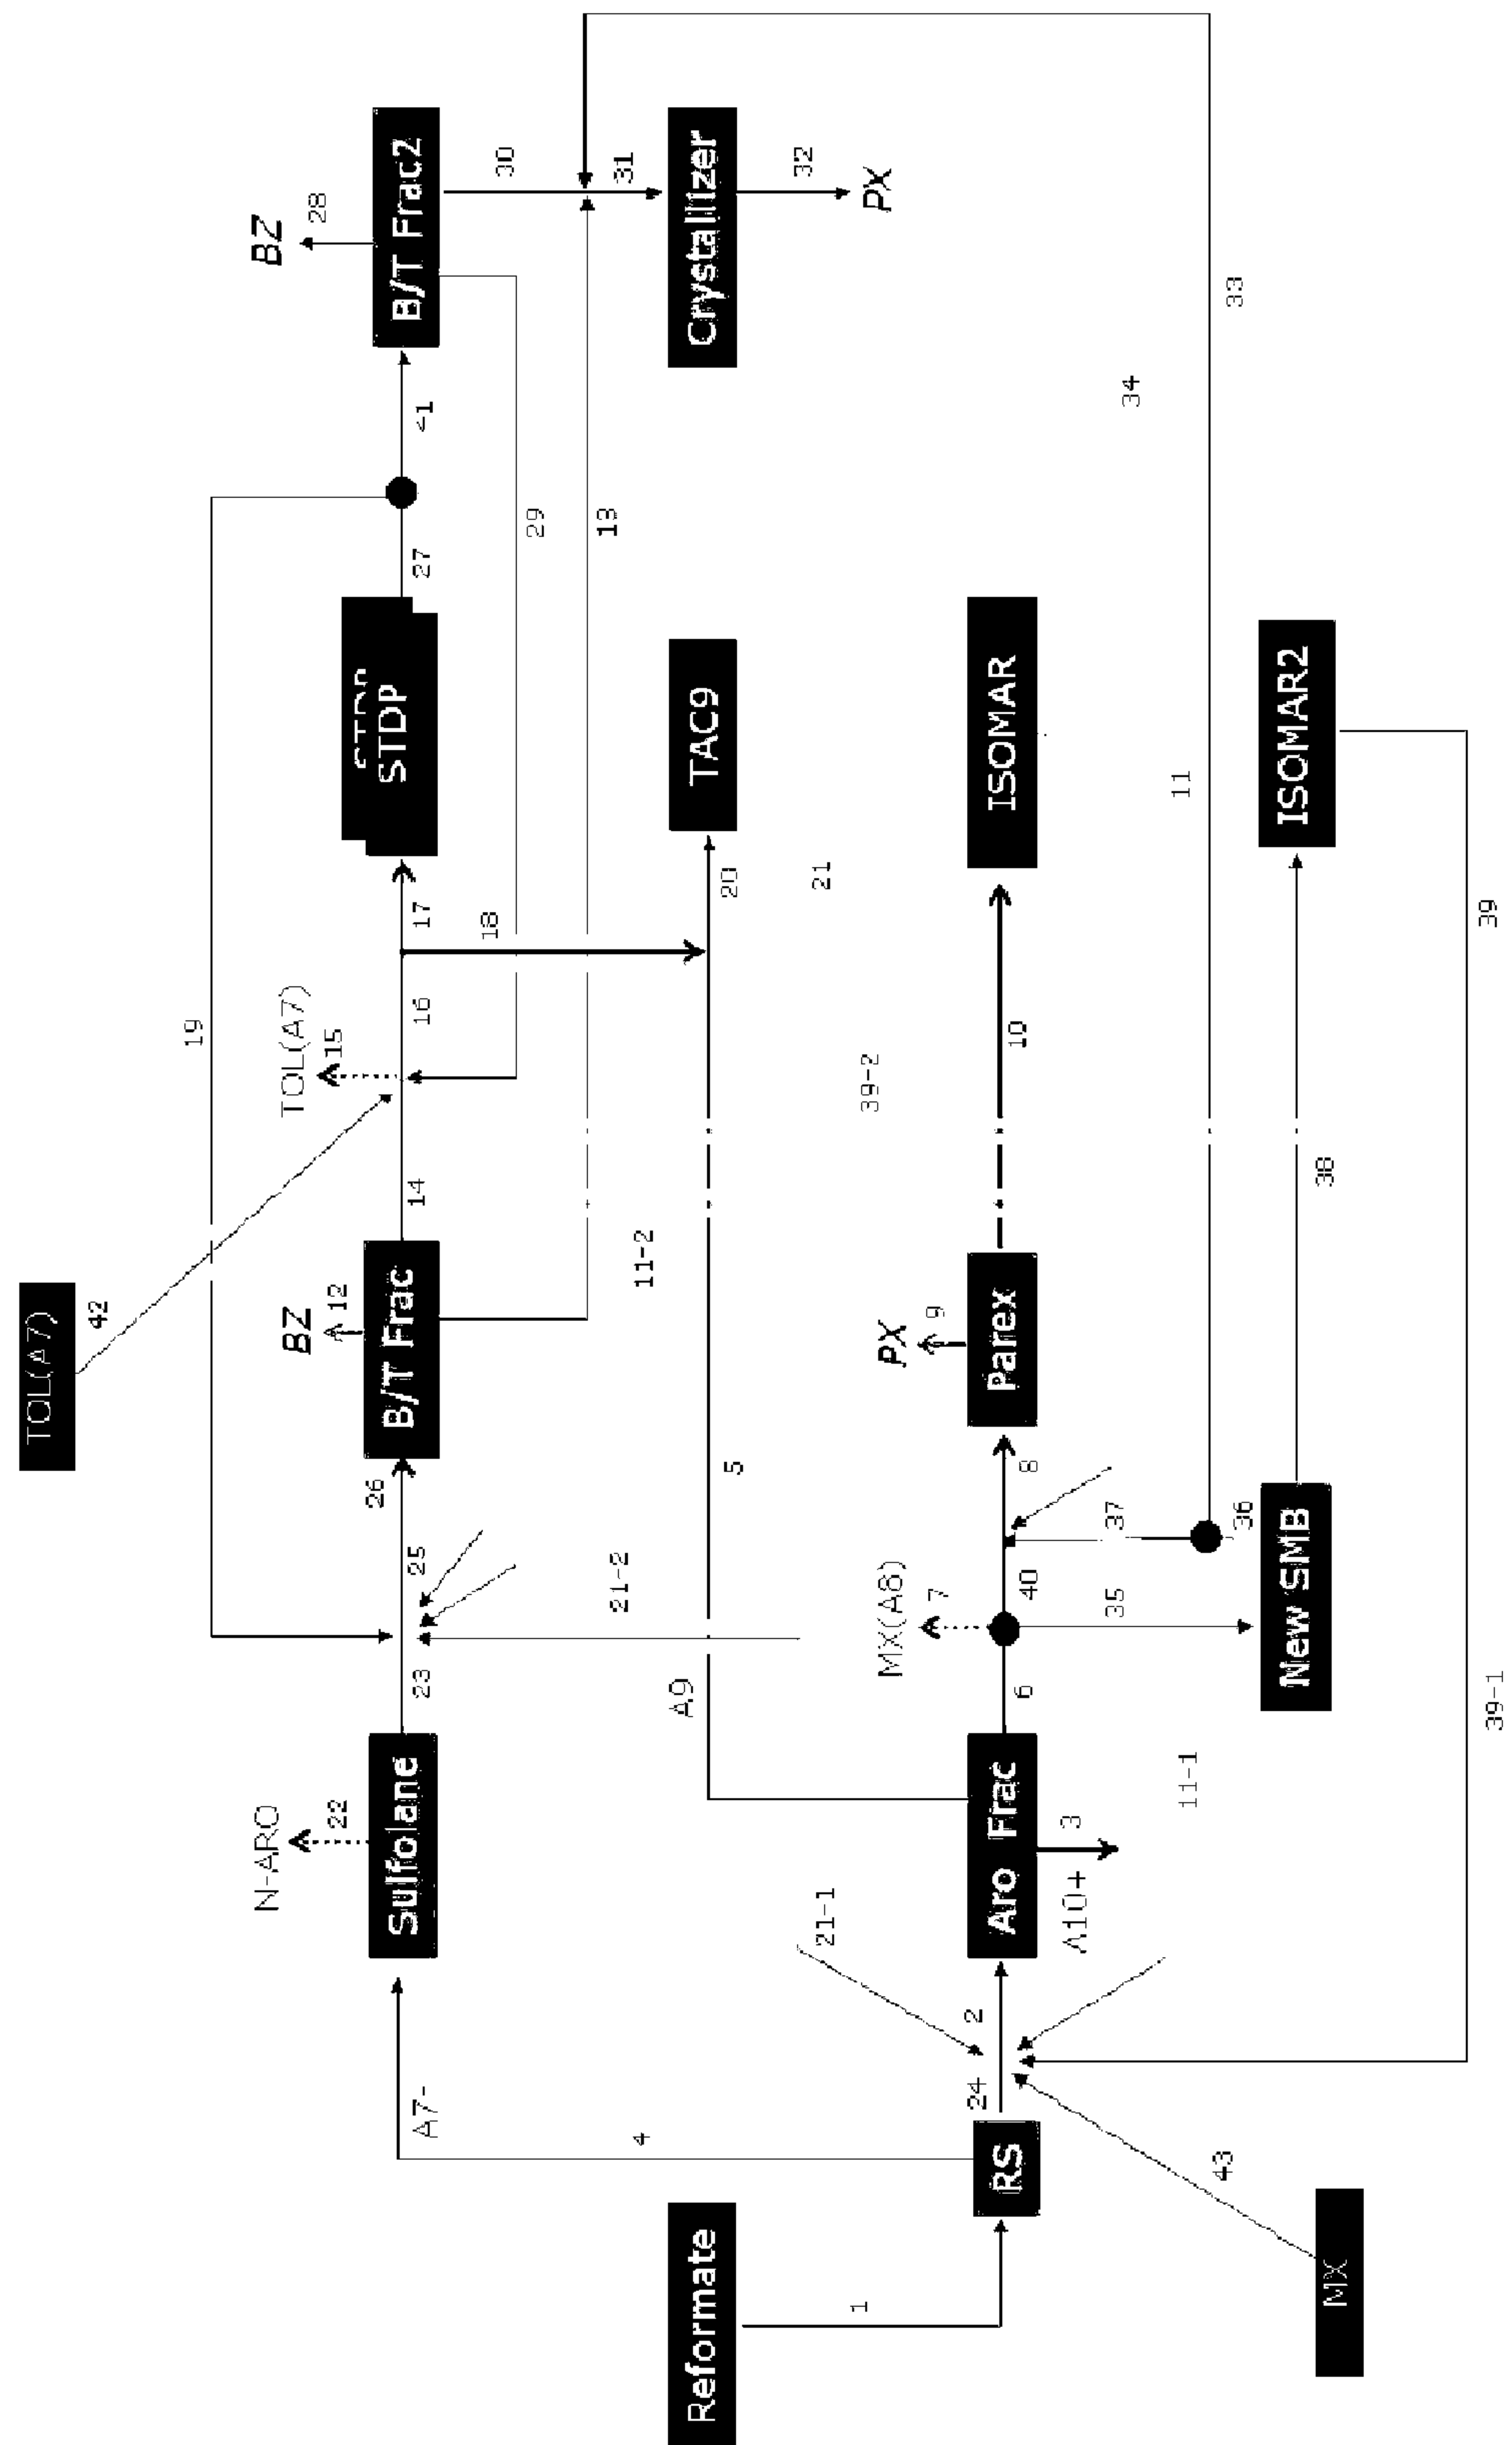 TOL(A7)
42
19
N-ARO
22
BZ
12
TOL(A7)
15
BZ
28
A7-
Sulfolane
23
25
26
B/T Frac
14
16
17
STDP
STDP
27
41
B/T Frac2
18
29
30
4
21-2
11-2
13
31
Reformate
A9
5
20
TAC9
Crystallizer
1
21-1
39-2
21
32
PX
MX(A8)
7
PX
9
RS
24
2
Aro Frac
6
40
8
Parex
10
ISOMAR
A10+
3
35
37
34
11-1
11
43
36
33
MX
New SMB
38
ISOMAR2
39-1
39